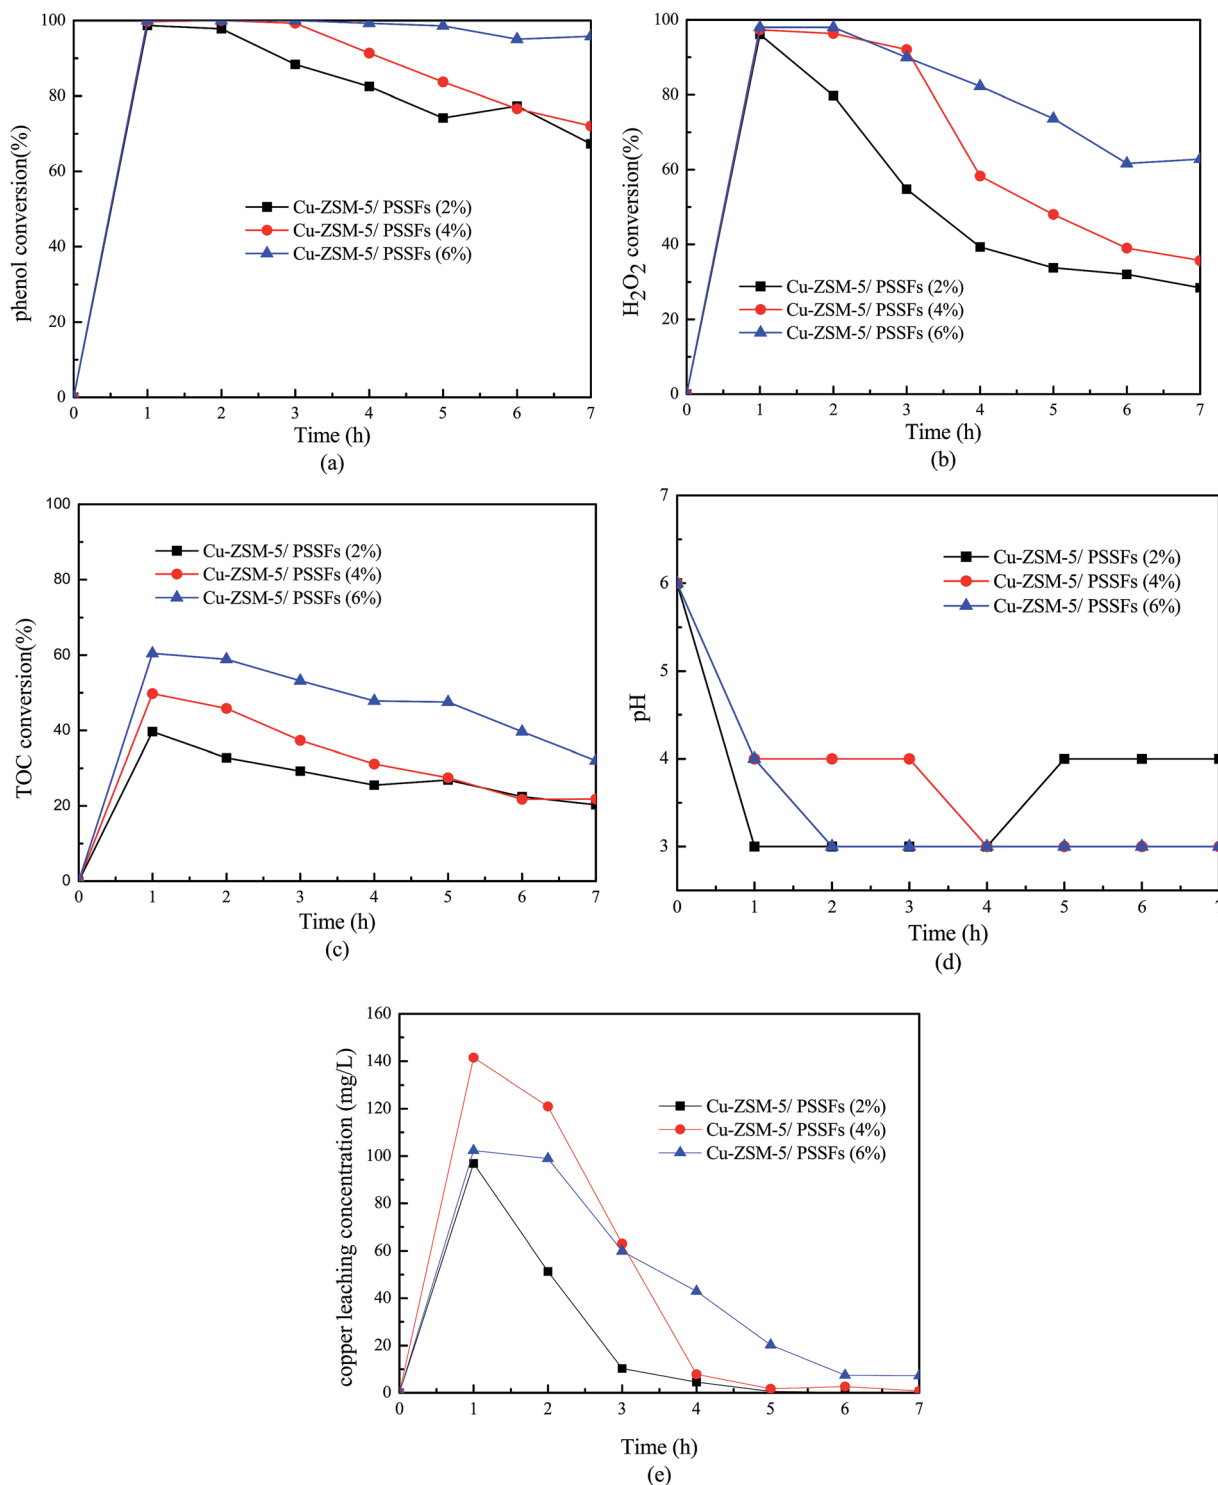 100
80
60
40
20
0
phenol conversion(%)
Cu-ZSM-5/ PSSFs (2%)
Cu-ZSM-5/ PSSFs (4%)
Cu-ZSM-5/ PSSFs (6%)
0 1 2 3 4 5 6 7
Time (h)
(a)
100
80
60
40
20
0
H₂O₂ conversion(%)
Cu-ZSM-5/ PSSFs (2%)
Cu-ZSM-5/ PSSFs (4%)
Cu-ZSM-5/ PSSFs (6%)
0 1 2 3 4 5 6 7
Time (h)
(b)
100
80
60
40
20
0
TOC conversion(%)
Cu-ZSM-5/ PSSFs (2%)
Cu-ZSM-5/ PSSFs (4%)
Cu-ZSM-5/ PSSFs (6%)
0 1 2 3 4 5 6 7
Time (h)
(c)
7
6
5
4
3
pH
Cu-ZSM-5/ PSSFs (2%)
Cu-ZSM-5/ PSSFs (4%)
Cu-ZSM-5/ PSSFs (6%)
0 1 2 3 4 5 6 7
Time (h)
(d)
160
140
120
100
80
60
40
20
0
copper leaching concentration (mg/L)
Cu-ZSM-5/ PSSFs (2%)
Cu-ZSM-5/ PSSFs (4%)
Cu-ZSM-5/ PSSFs (6%)
0 1 2 3 4 5 6 7
Time (h)
(e)